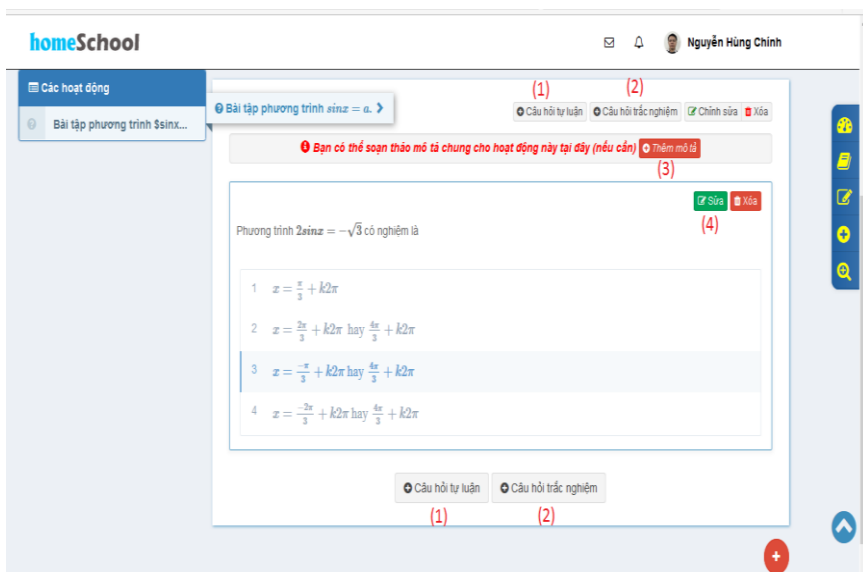 homeSchool
Nguyễn Hùng Chính
Các hoạt động
Bài tập phương trình $sinx...
Bài tập phương trình sinx = a.
(1) (2)
Câu hỏi tự luận Câu hỏi trắc nghiệm Chỉnh sửa Xóa
Bạn có thể soạn thảo mô tả chung cho hoạt động này tại đây (nếu cần) Thêm mô tả
(3)
Sửa Xóa
(4)
Phương trình 2sinx = −√3 có nghiệm là
1 x = π/3 + k2π
2 x = 2π/3 + k2π hay 4π/3 + k2π
3 x = −π/3 + k2π hay 4π/3 + k2π
4 x = −2π/3 + k2π hay 4π/3 + k2π
Câu hỏi tự luận Câu hỏi trắc nghiệm
(1) (2)